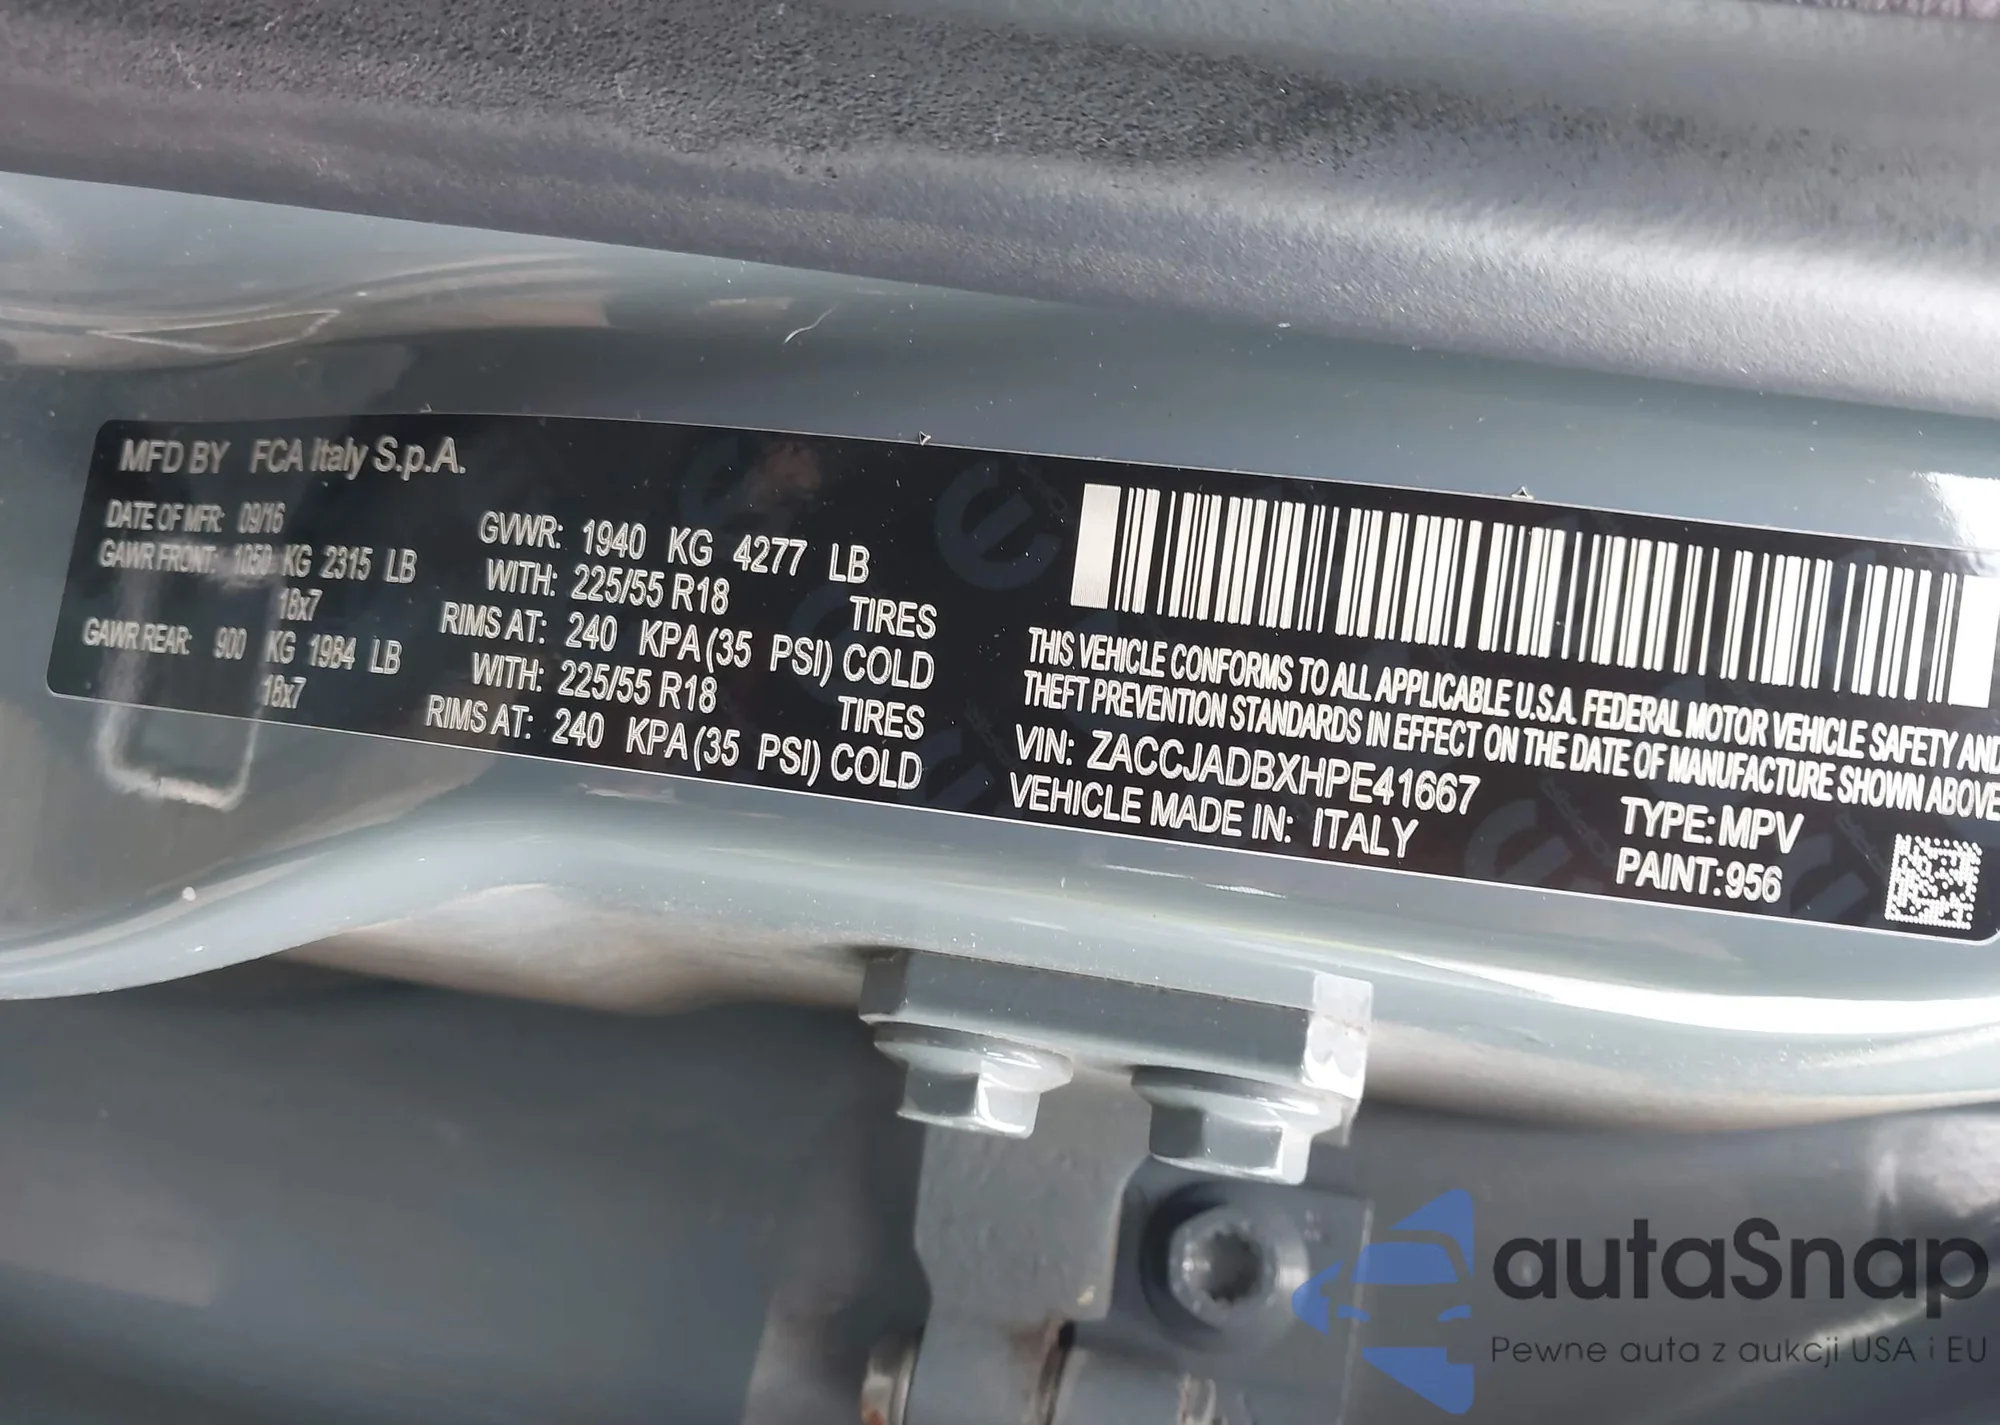 MFD BY FCA Italy S.p.A.
DATE OF MFR: 09/16
GAWR FRONT: 1050 KG 2315 LB
18x7
GAWR REAR: 900 KG 1984 LB
18x7
GVWR: 1940 KG 4277 LB
WITH: 225/55 R18 TIRES
RIMS AT: 240 KPA (35 PSI) COLD
WITH: 225/55 R18 TIRES
RIMS AT: 240 KPA (35 PSI) COLD
THIS VEHICLE CONFORMS TO ALL APPLICABLE U.S.A. FEDERAL MOTOR VEHICLE SAFETY AND
THEFT PREVENTION STANDARDS IN EFFECT ON THE DATE OF MANUFACTURE SHOWN ABOVE
VIN: ZACCJADBXHPE41667
VEHICLE MADE IN: ITALY
TYPE: MPV
PAINT: 956
autaSnap
Pewne auta z aukcji USA i EU